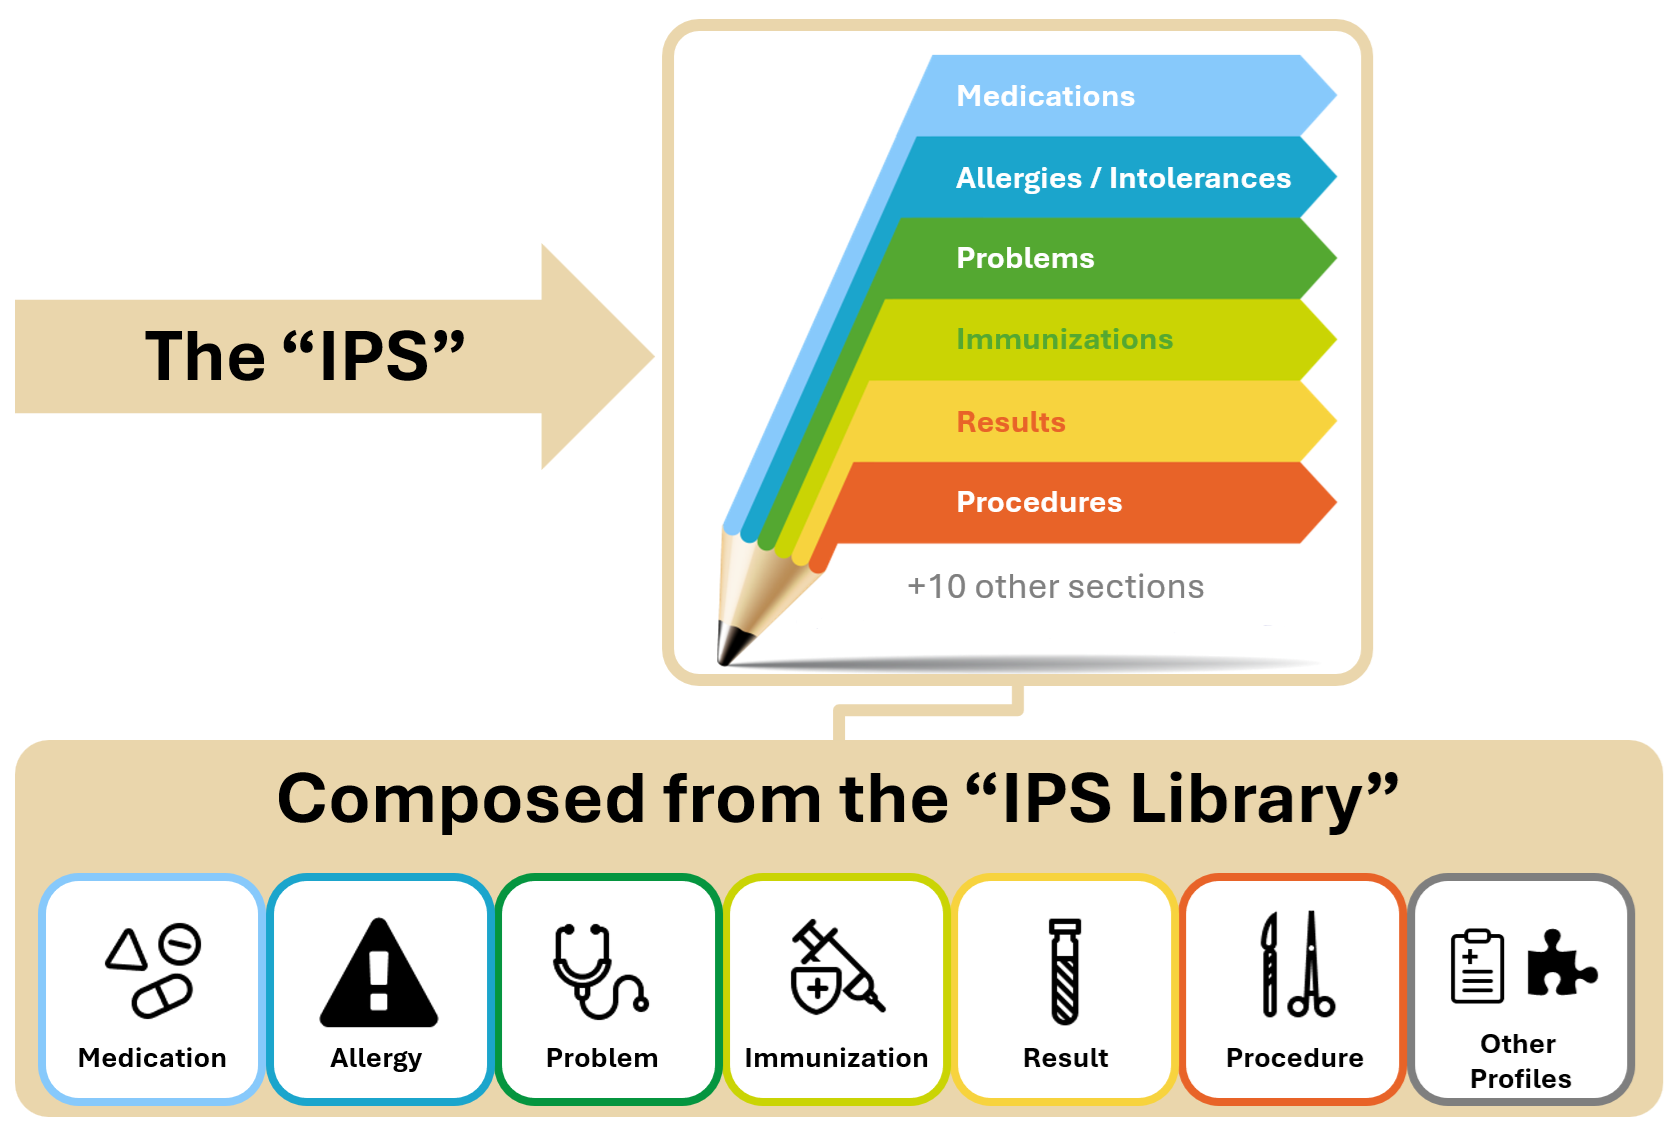 The “IPS”
Medications
Allergies / Intolerances
Problems
Immunizations
Results
Procedures
+10 other sections
Composed from the “IPS Library”
Medication
Allergy
Problem
Immunization
Result
Procedure
Other
Profiles